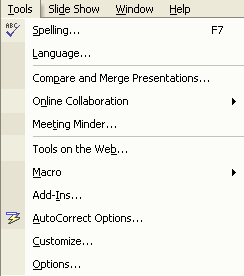 Tools Slide Show Window Help
ABC Spelling... F7
Language...
Compare and Merge Presentations...
Online Collaboration
Meeting Minder...
Tools on the Web...
Macro
Add-Ins...
AutoCorrect Options...
Customize...
Options...